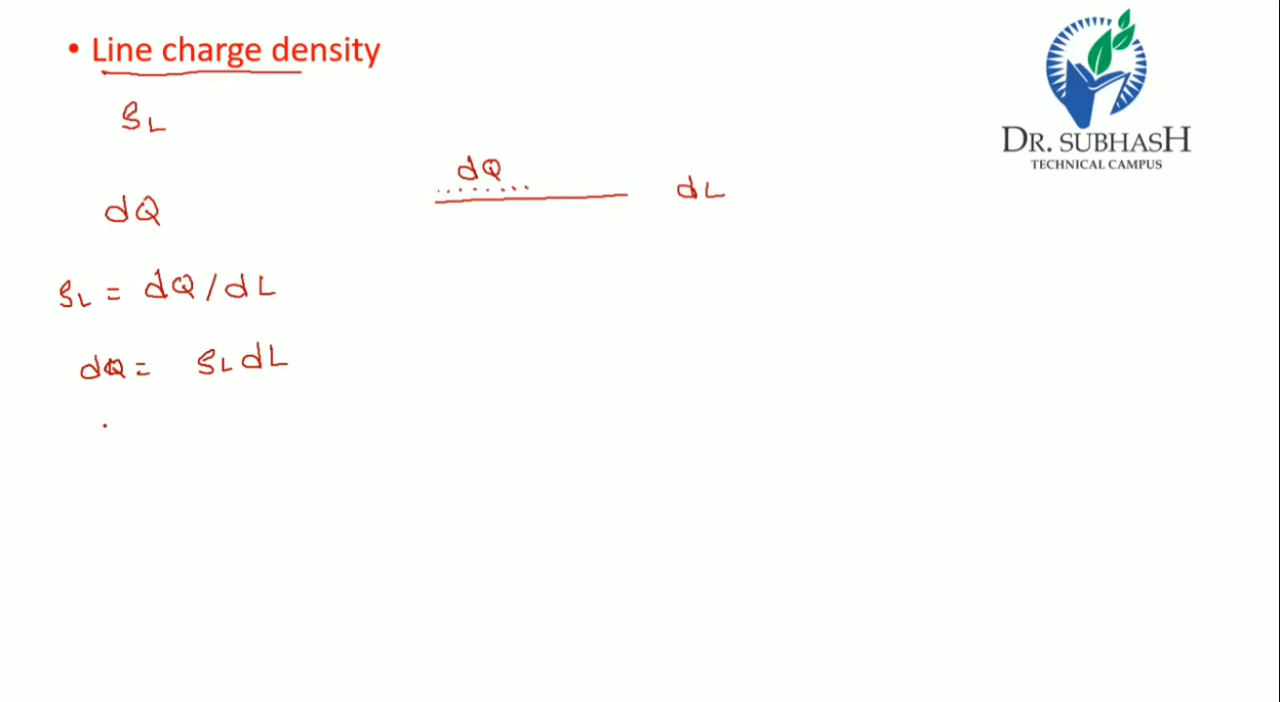 • Line charge density
ρL
dQ
dQ
dL
ρL = dQ / dL
dQ = ρL dL
DR. SUBHASH
TECHNICAL CAMPUS